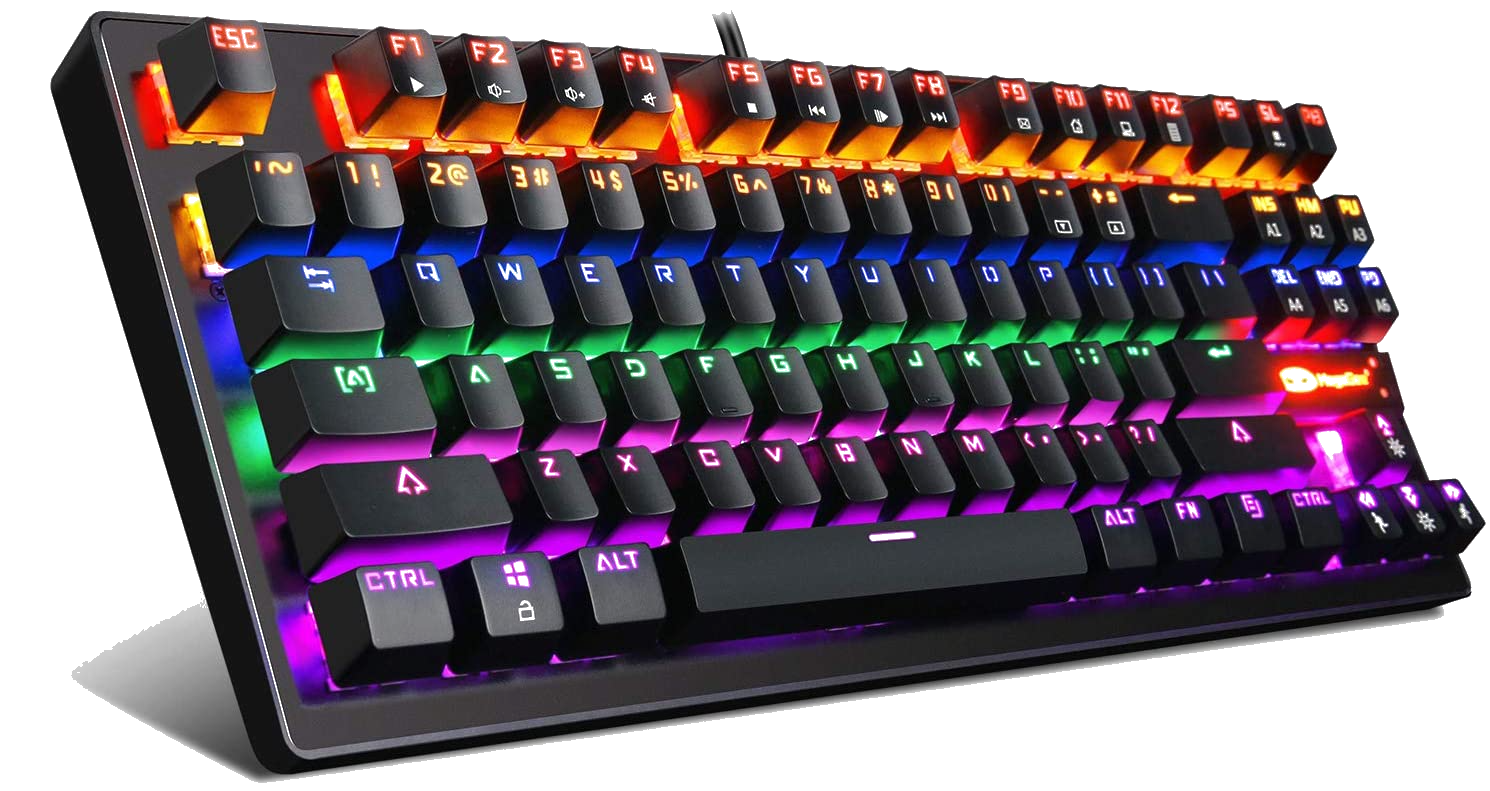 ESC F1 F2 F3 F4 F5 F6 F7 F8 F9 F10 F11 F12 PS SL PB
'~ 1! 2@ 3# 4$ 5% 6^ 7& 8* 9( 0) -- += INS HM PU
A1 A2 A3
Q W E R T Y U I O P [{ ]} |\ DEL END PD
A4 A5 A6
[A] A S D F G H J K L :; "' MageGee
Z X C V B N M <, >. ?/
CTRL ALT ALT FN CTRL